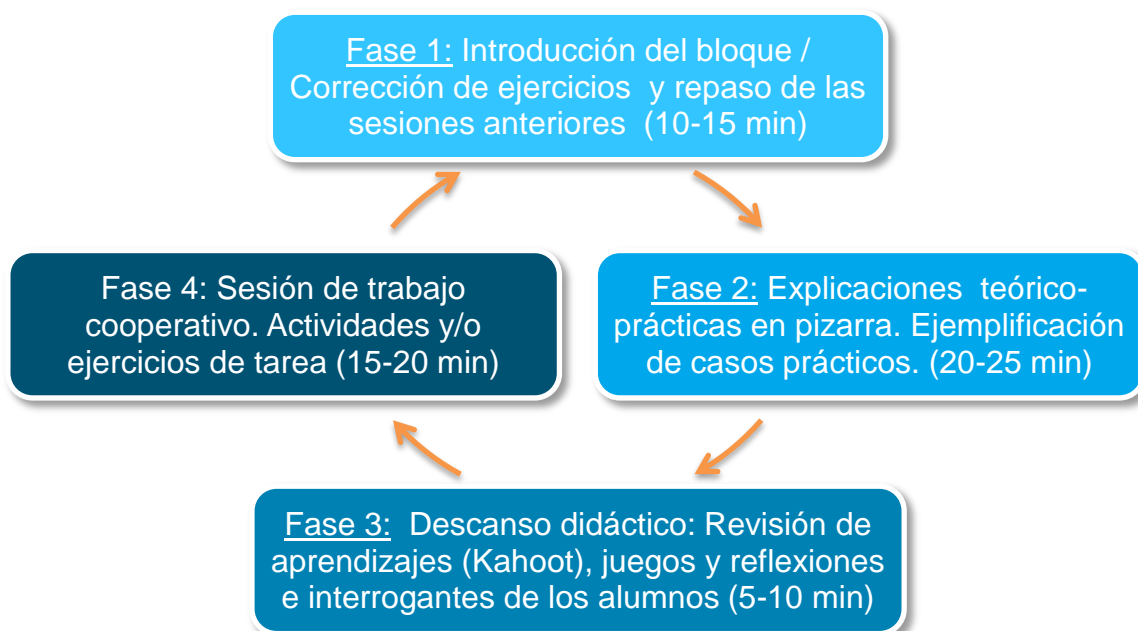 Fase 1: Introducción del bloque /
Corrección de ejercicios y repaso de las
sesiones anteriores (10-15 min)
Fase 2: Explicaciones teórico-
prácticas en pizarra. Ejemplificación
de casos prácticos. (20-25 min)
Fase 3: Descanso didáctico: Revisión de
aprendizajes (Kahoot), juegos y reflexiones
e interrogantes de los alumnos (5-10 min)
Fase 4: Sesión de trabajo
cooperativo. Actividades y/o
ejercicios de tarea (15-20 min)